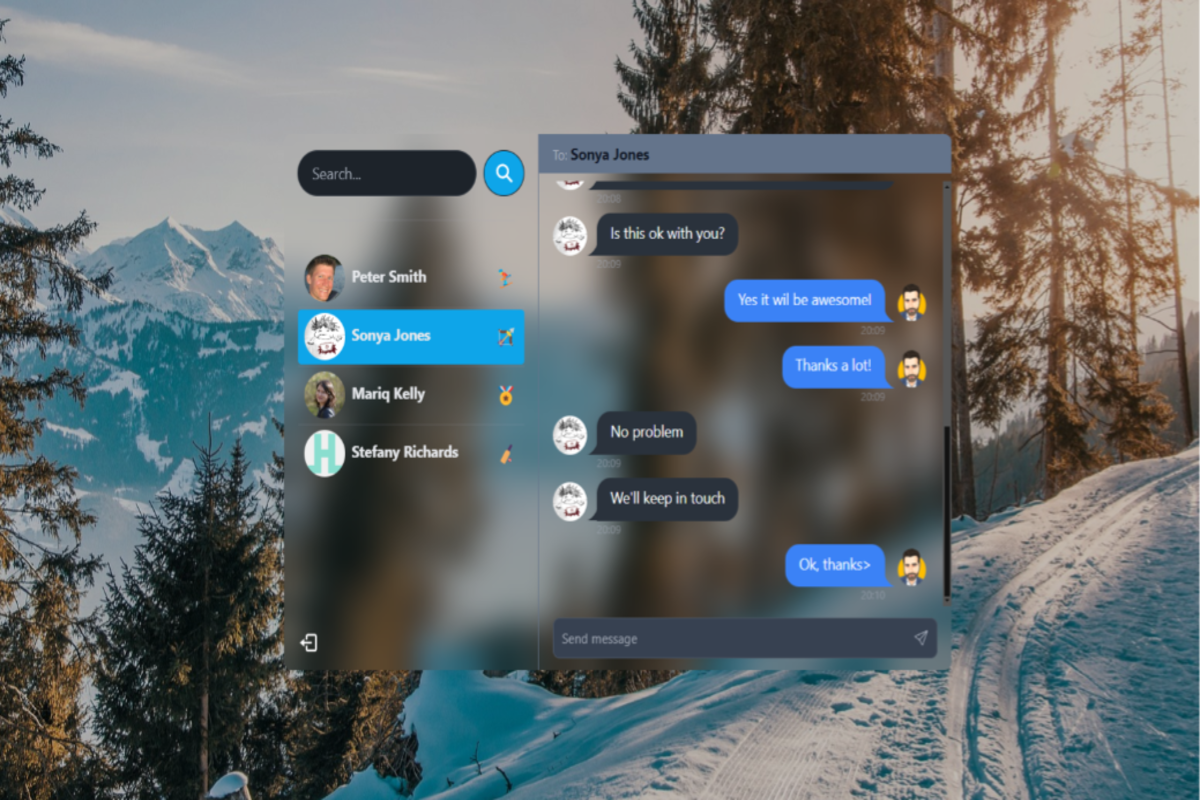 Search...
Peter Smith
Sonya Jones
Mariq Kelly
Stefany Richards
To: Sonya Jones
20:08
Is this ok with you?
20:09
Yes it wil be awesome!
20:09
Thanks a lot!
20:09
No problem
20:09
We'll keep in touch
20:09
Ok, thanks>
20:10
Send message